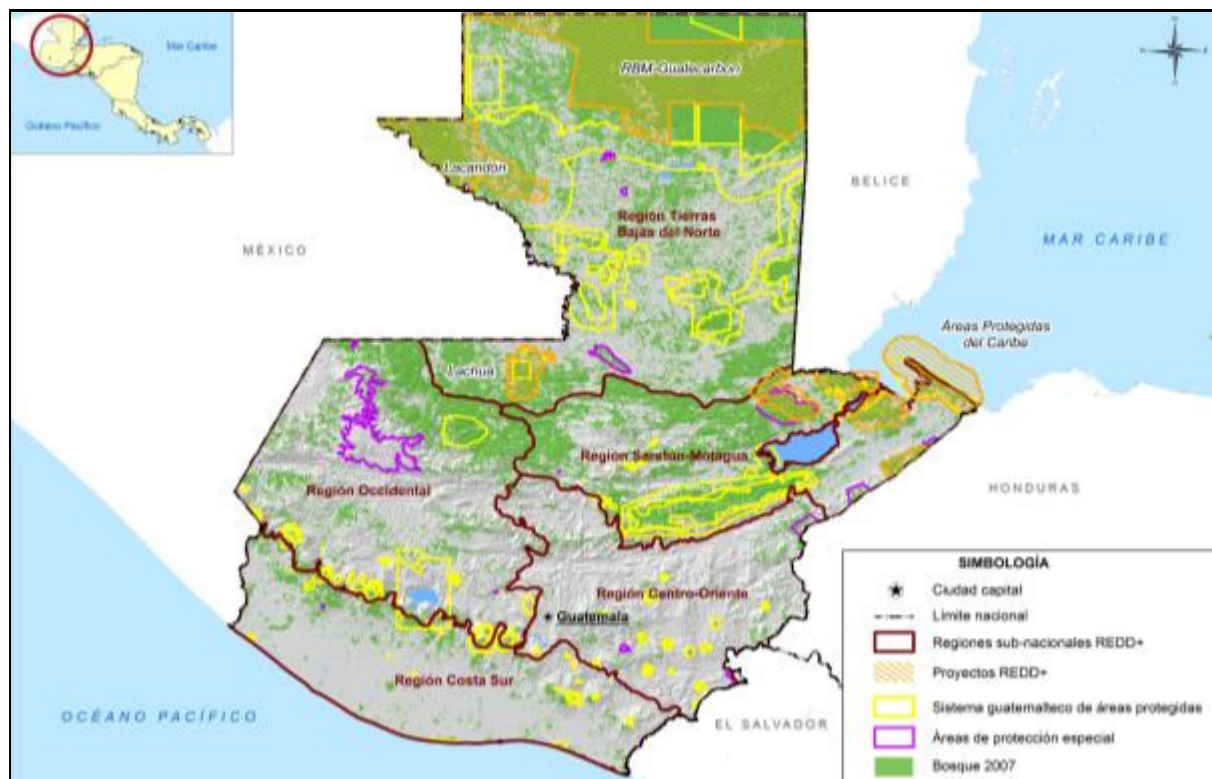 Mar Caribe
Océano Pacífico
N
RBM-Guatecarbon
Lacandón
BELICE
Región Tierras
Bajas del Norte
MÉXICO
MAR CARIBE
Áreas Protegidas
del Caribe
Lachuá
Región Sarstún-Motagua
Región Occidental
HONDURAS
Región Centro-Oriente
Guatemala
Región Costa Sur
OCÉANO PACÍFICO
EL SALVADOR
SIMBOLOGÍA
Ciudad capital
Límite nacional
Regiones sub-nacionales REDD+
Proyectos REDD+
Sistema guatemalteco de áreas protegidas
Áreas de protección especial
Bosque 2007